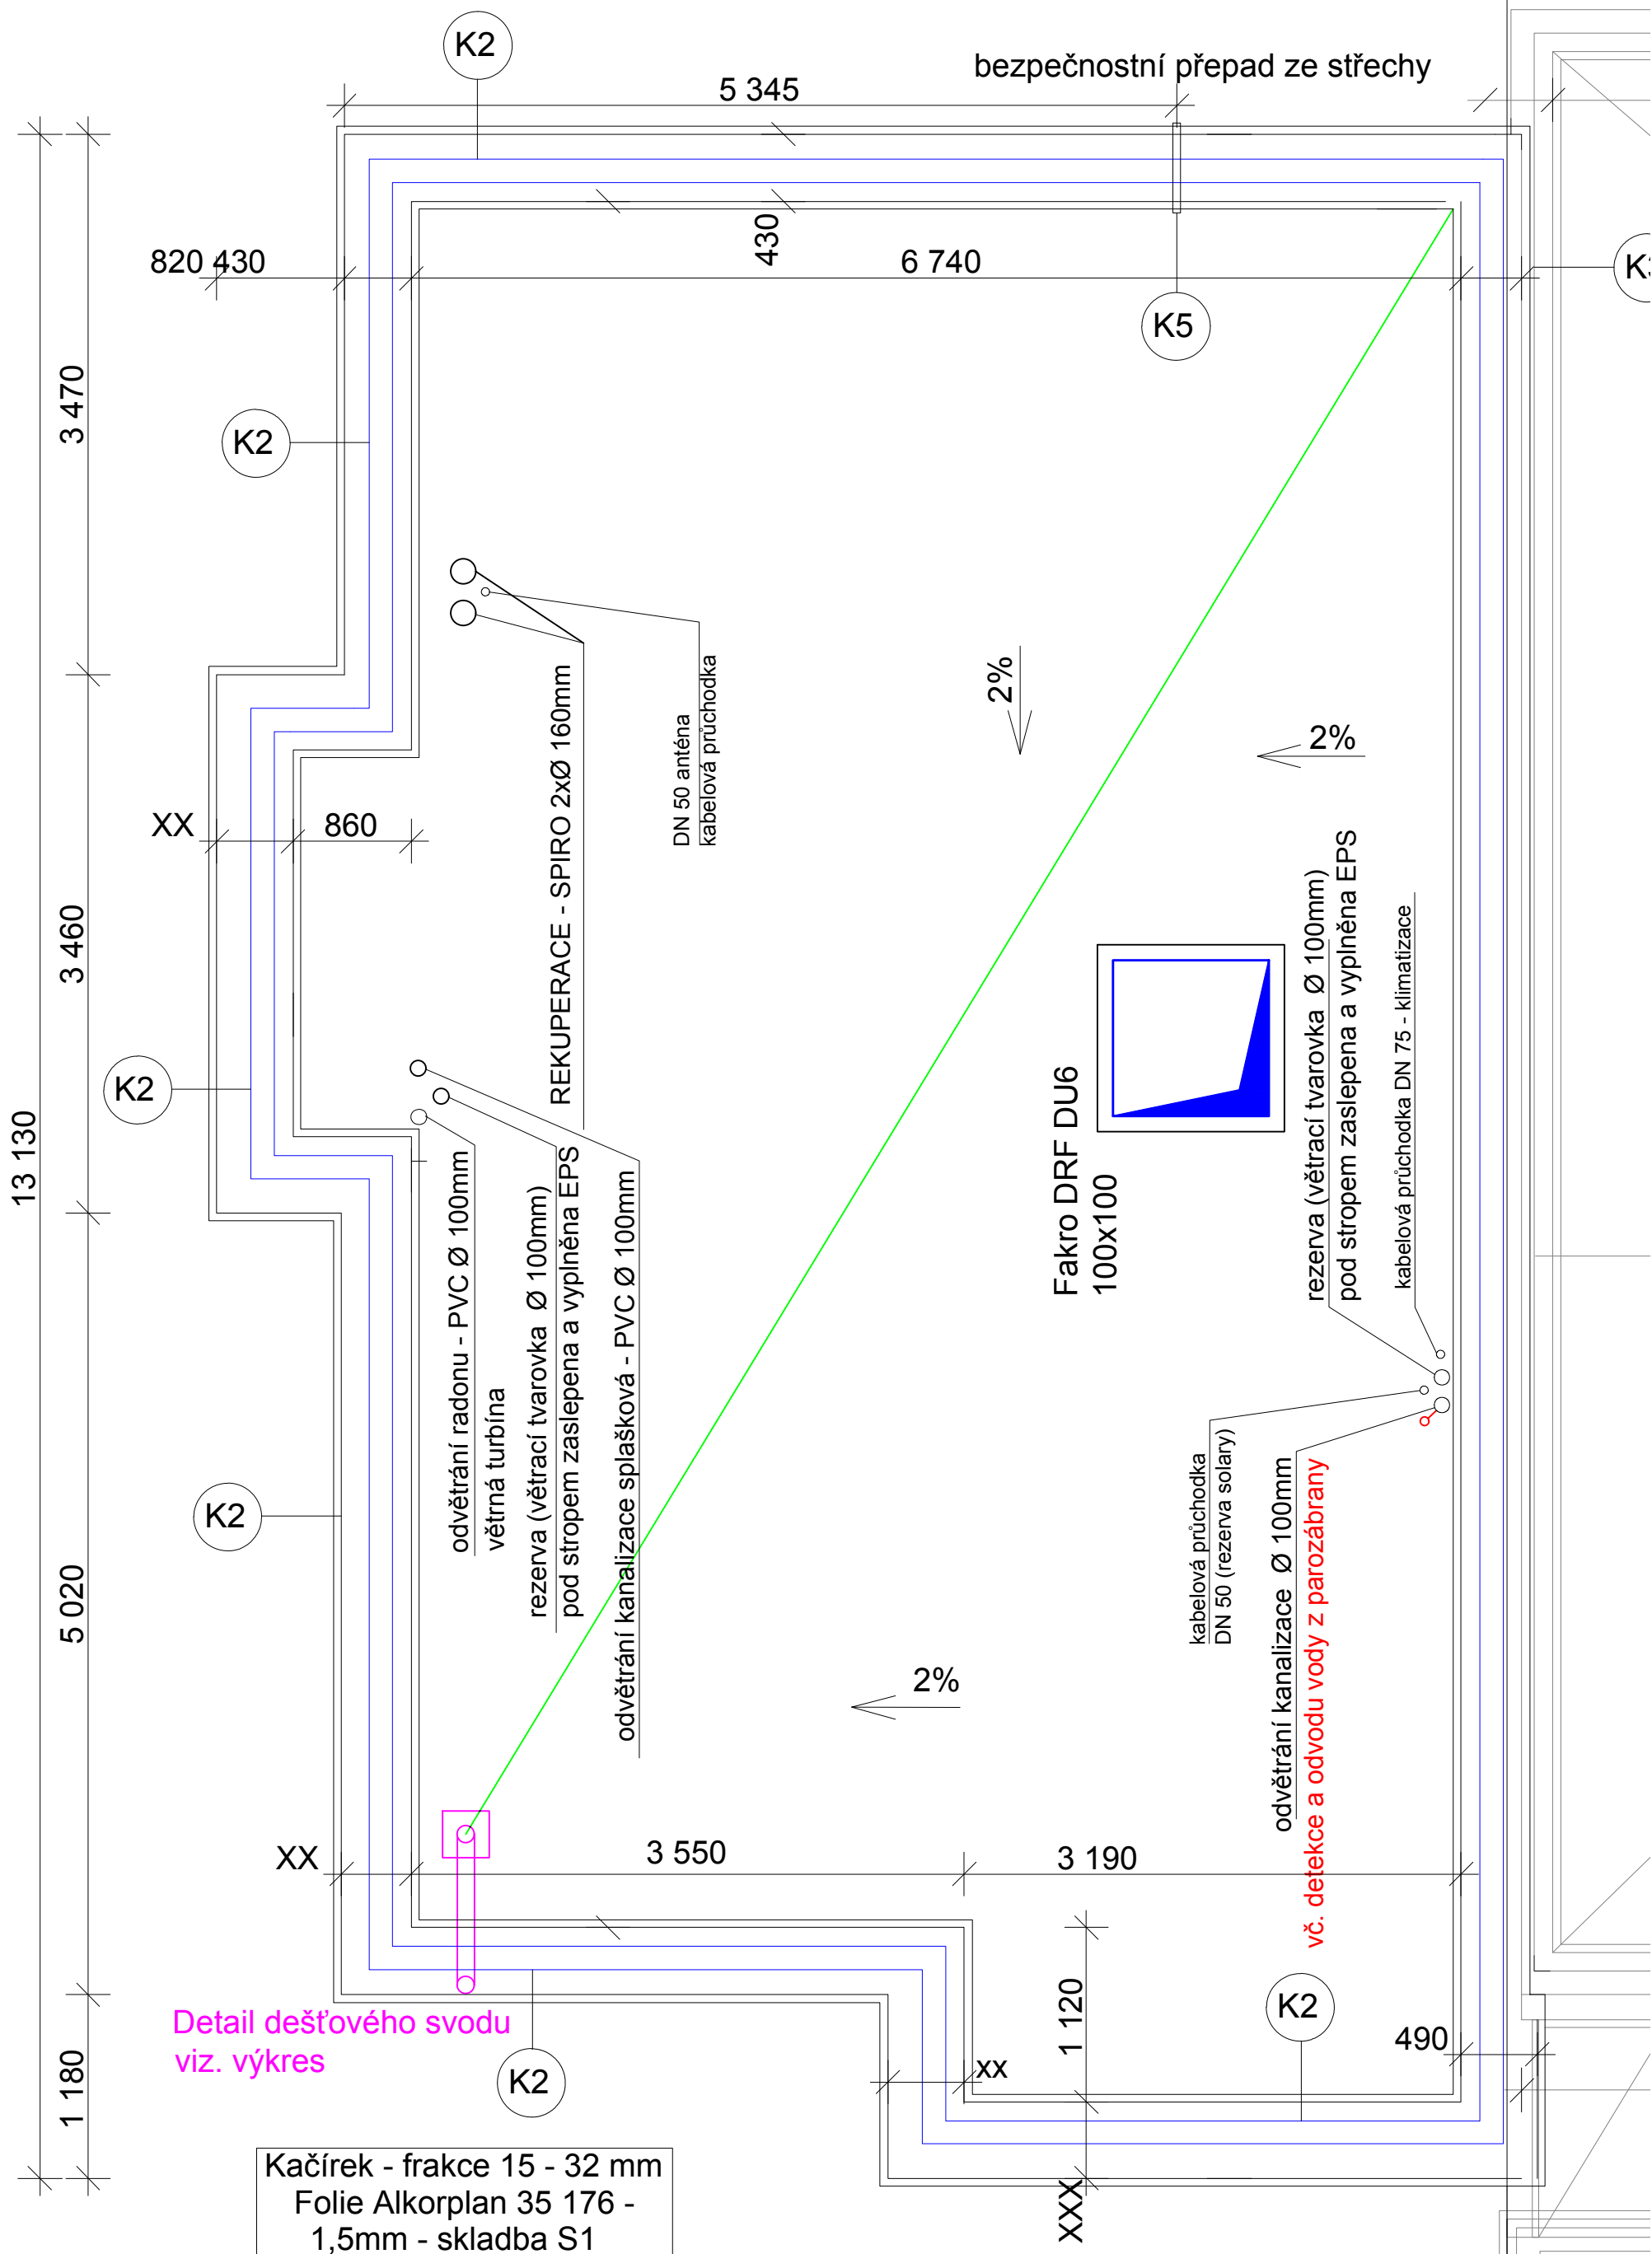 K2
bezpečnostní přepad ze střechy
5 345
820 430
430
6 740
K5
3 470
K2
2%
2%
DN 50 anténa
kabelová průchodka
REKUPERACE - SPIRO 2xØ 160mm
XX
860
3 460
13 130
K2
Fakro DRF DU6
100x100
rezerva (větrací tvarovka Ø 100mm)
pod stropem zaslepena a vyplněna EPS
kabelová průchodka DN 75 - klimatizace
odvětrání radonu - PVC Ø 100mm
větrná turbína
rezerva (větrací tvarovka Ø 100mm)
pod stropem zaslepena a vyplněna EPS
odvětrání kanalizace splašková - PVC Ø 100mm
kabelová průchodka
DN 50 (rezerva solary)
odvětrání kanalizace Ø 100mm
vč. detekce a odvodu vody z parozábrany
K2
5 020
2%
XX
3 550
3 190
Detail dešťového svodu
viz. výkres
K2
1 180
1 120
xx
K2
490
XXX
Kačírek - frakce 15 - 32 mm
Folie Alkorplan 35 176 -
1,5mm - skladba S1